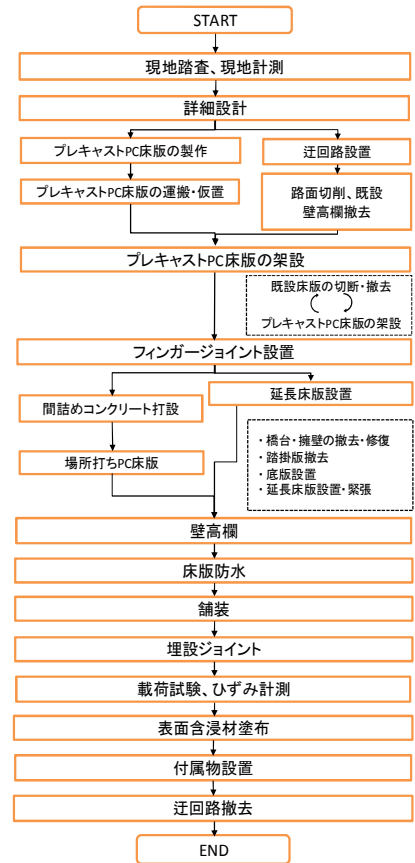 START
現地踏査、現地計測
詳細設計
プレキャストPC床版の製作
迂回路設置
プレキャストPC床版の運搬・仮置
路面切削、既設
壁高欄撤去
プレキャストPC床版の架設
既設床版の切断・撤去
プレキャストPC床版の架設
フィンガージョイント設置
間詰めコンクリート打設
延長床版設置
場所打ちPC床版
・橋台・擁壁の撤去・修復
・踏掛版撤去
・底版設置
・延長床版設置・緊張
壁高欄
床版防水
舗装
埋設ジョイント
載荷試験、ひずみ計測
表面含浸材塗布
付属物設置
迂回路撤去
END